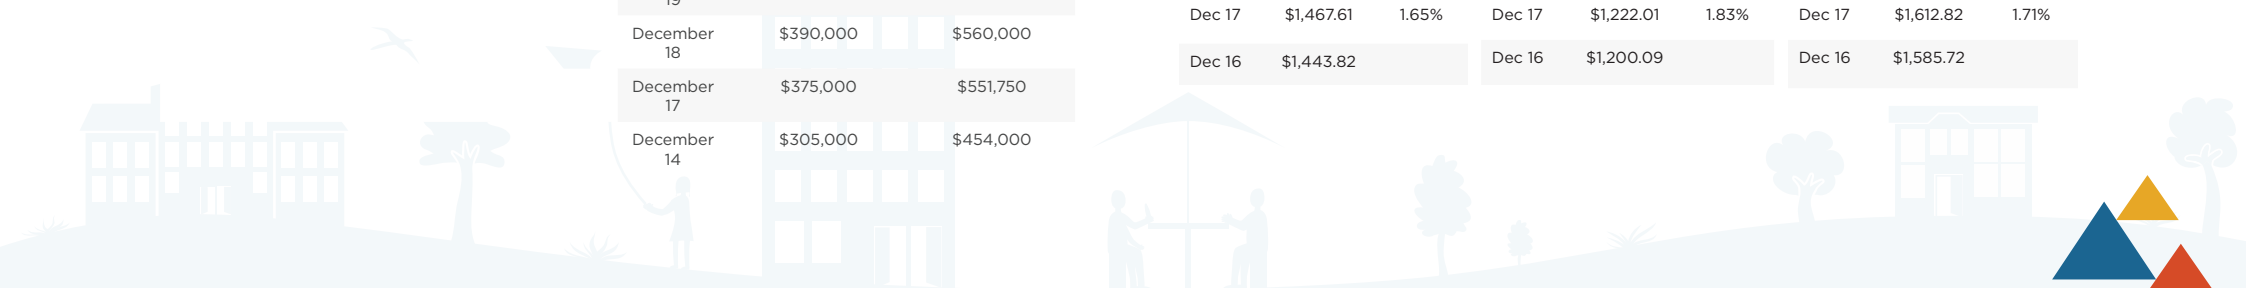 19
December $390,000 $560,000
18
December $375,000 $551,750
17
December $305,000 $454,000
14
Dec 17 $1,467.61 1.65%
Dec 16 $1,443.82
Dec 17 $1,222.01 1.83%
Dec 16 $1,200.09
Dec 17 $1,612.82 1.71%
Dec 16 $1,585.72